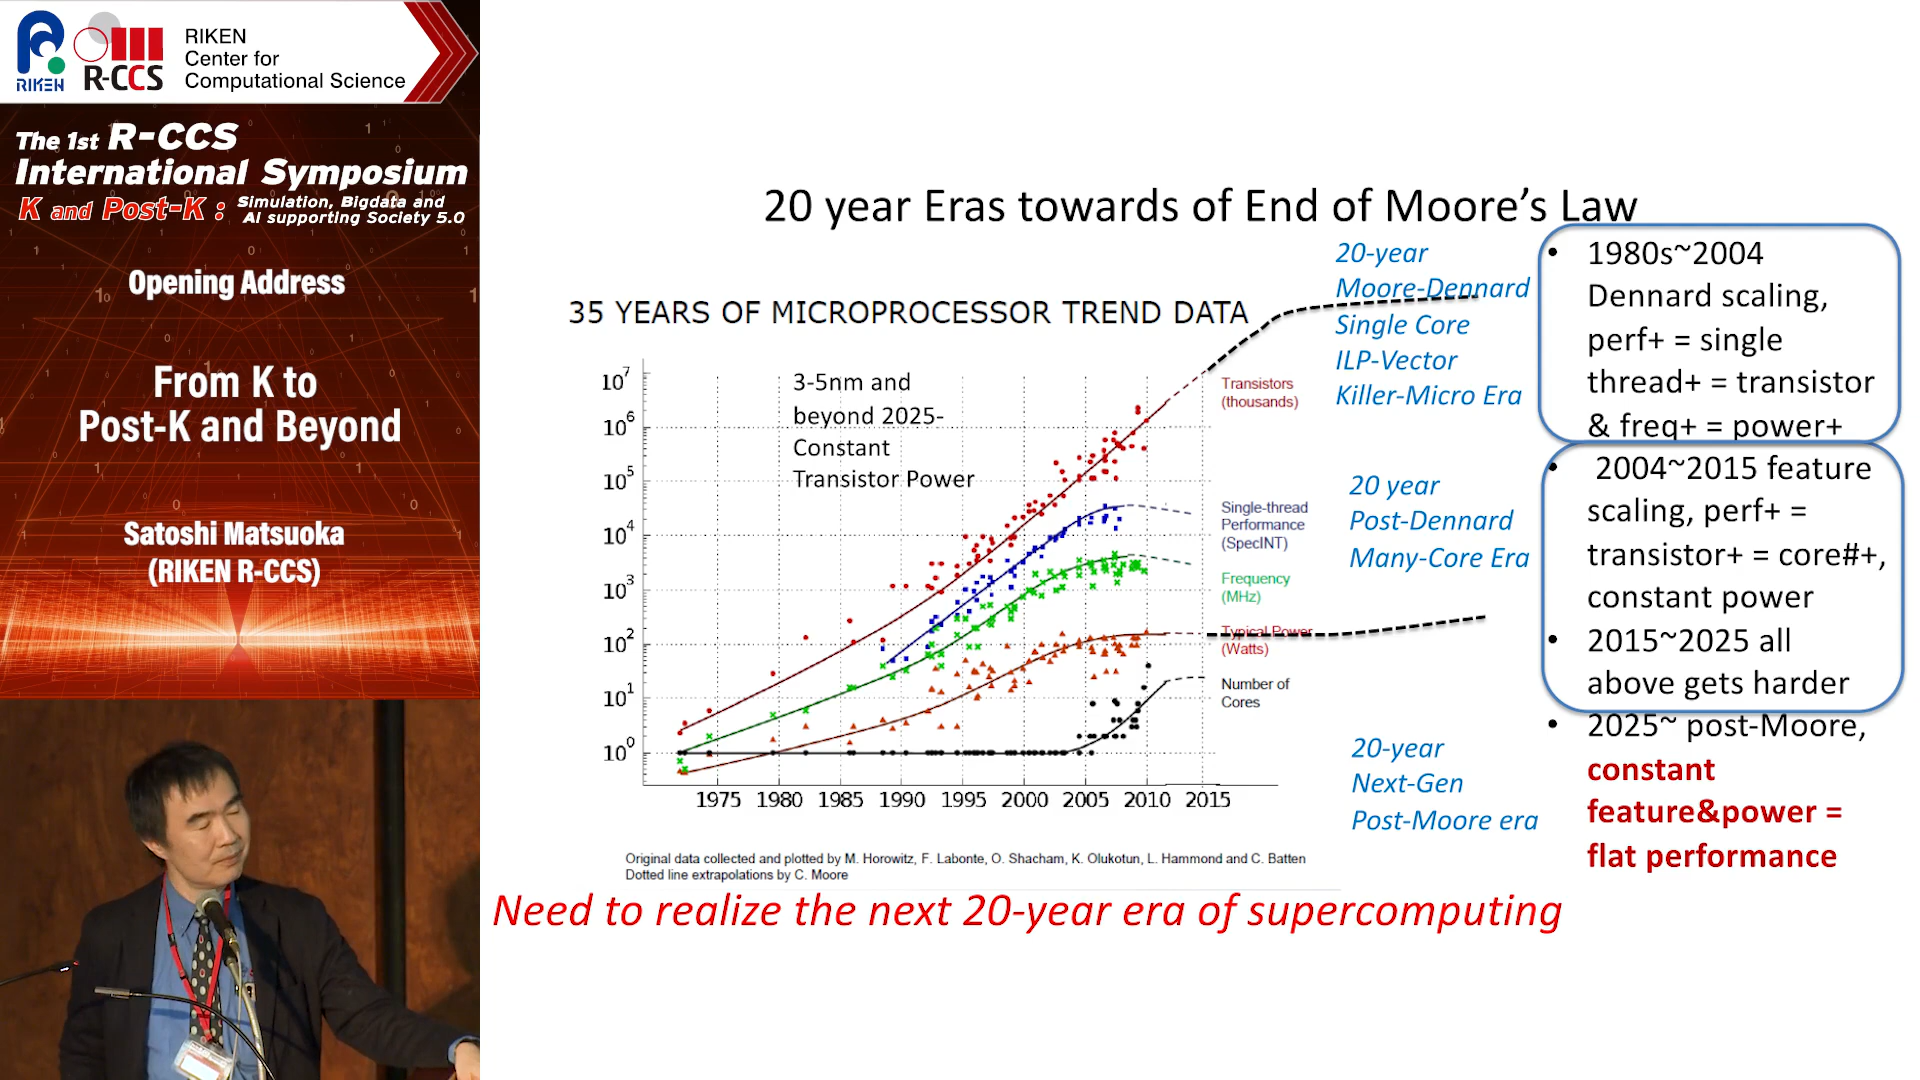 RIKEN
R-CCS
RIKEN
Center for
Computational Science
The 1st R-CCS
International Symposium
K and Post-K : Simulation, Bigdata and
AI supporting Society 5.0
Opening Address
From K to
Post-K and Beyond
Satoshi Matsuoka
(RIKEN R-CCS)
20 year Eras towards of End of Moore's Law
35 YEARS OF MICROPROCESSOR TREND DATA
3-5nm and
beyond 2025-
Constant
Transistor Power
10^7
10^6
10^5
10^4
10^3
10^2
10^1
10^0
1975 1980 1985 1990 1995 2000 2005 2010 2015
Transistors
(thousands)
Single-thread
Performance
(SpecINT)
Frequency
(MHz)
Typical Power
(Watts)
Number of
Cores
Original data collected and plotted by M. Horowitz, F. Labonte, O. Shacham, K. Olukotun, L. Hammond and C. Batten
Dotted line extrapolations by C. Moore
20-year
Moore-Dennard
Single Core
ILP-Vector
Killer-Micro Era
20 year
Post-Dennard
Many-Core Era
20-year
Next-Gen
Post-Moore era
• 1980s~2004
Dennard scaling,
perf+ = single
thread+ = transistor
& freq+ = power+
• 2004~2015 feature
scaling, perf+ =
transistor+ = core#+,
constant power
• 2015~2025 all
above gets harder
• 2025~ post-Moore,
constant
feature&power =
flat performance
Need to realize the next 20-year era of supercomputing